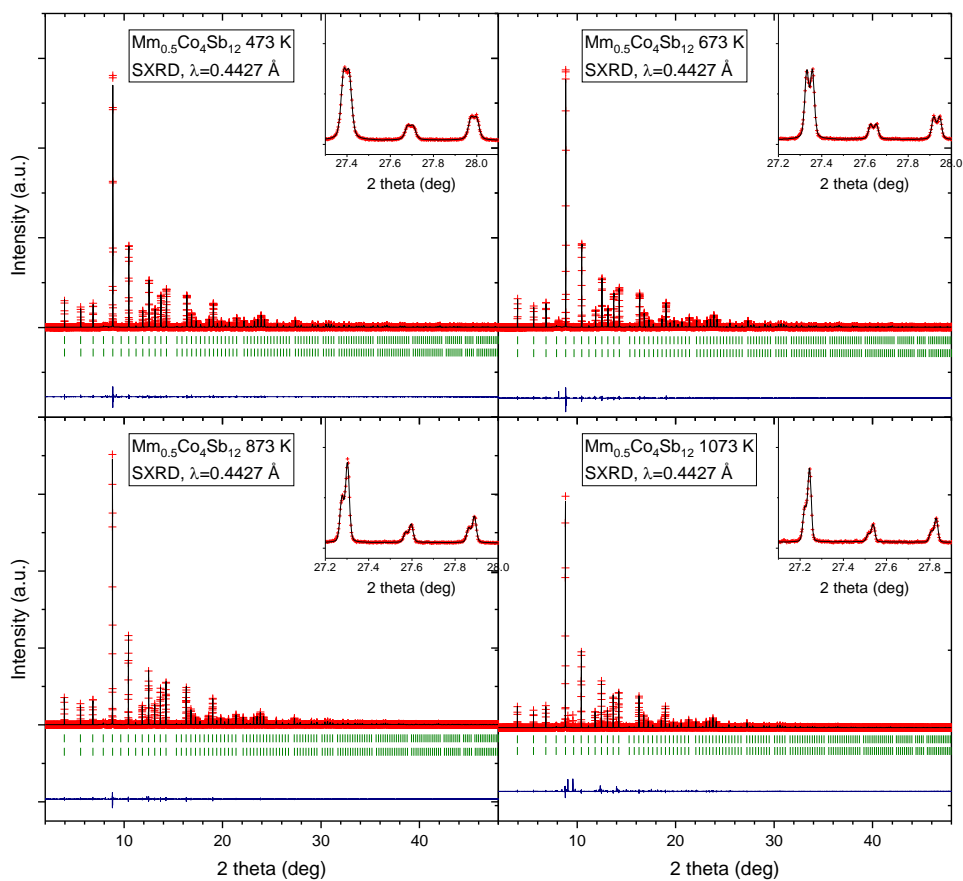 Mm0.5Co4Sb12 473 K
SXRD, λ=0.4427 Å
27.4 27.6 27.8 28.0
2 theta (deg)
Mm0.5Co4Sb12 673 K
SXRD, λ=0.4427 Å
27.2 27.4 27.6 27.8 28.0
2 theta (deg)
Intensity (a.u.)
Mm0.5Co4Sb12 873 K
SXRD, λ=0.4427 Å
27.2 27.4 27.6 27.8 28.0
2 theta (deg)
Mm0.5Co4Sb12 1073 K
SXRD, λ=0.4427 Å
27.2 27.4 27.6 27.8
2 theta (deg)
Intensity (a.u.)
10 20 30 40
2 theta (deg)
10 20 30 40
2 theta (deg)